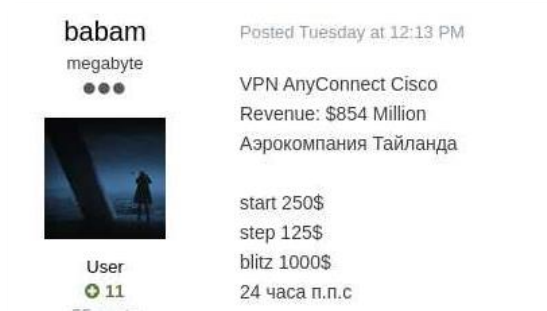 babam
megabyte
User
11
Posted Tuesday at 12:13 PM
VPN AnyConnect Cisco
Revenue: $854 Million
Аэрокомпания Тайланда
start 250$
step 125$
blitz 1000$
24 часа п.п.с